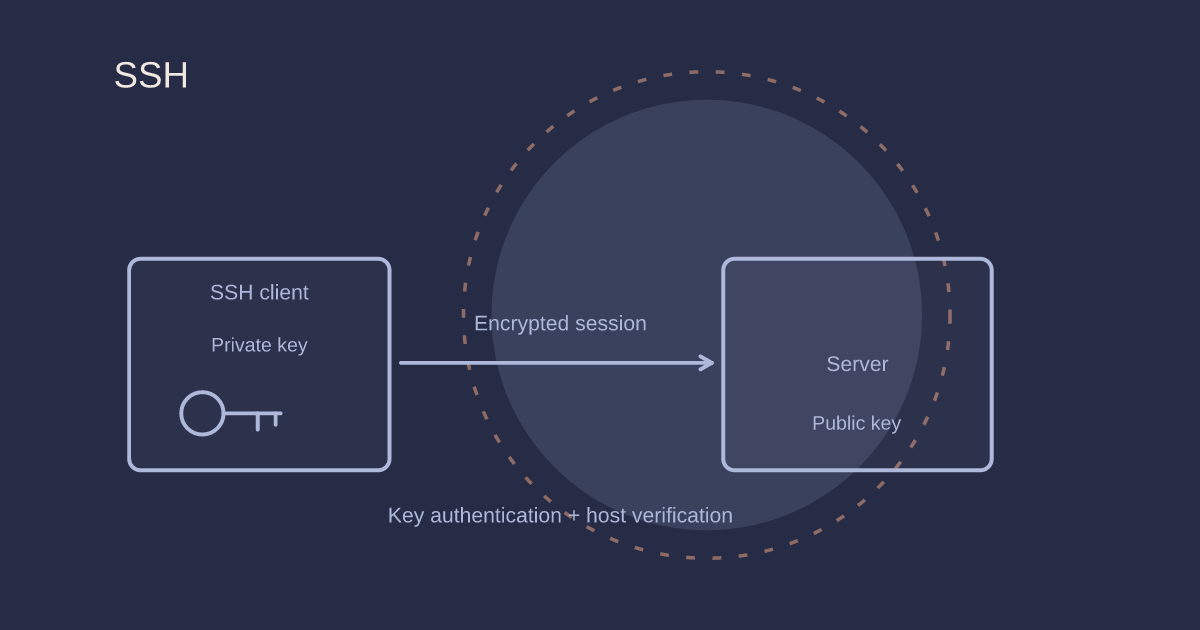 SSH
SSH client
Private key
Encrypted session
Server
Public key
Key authentication + host verification